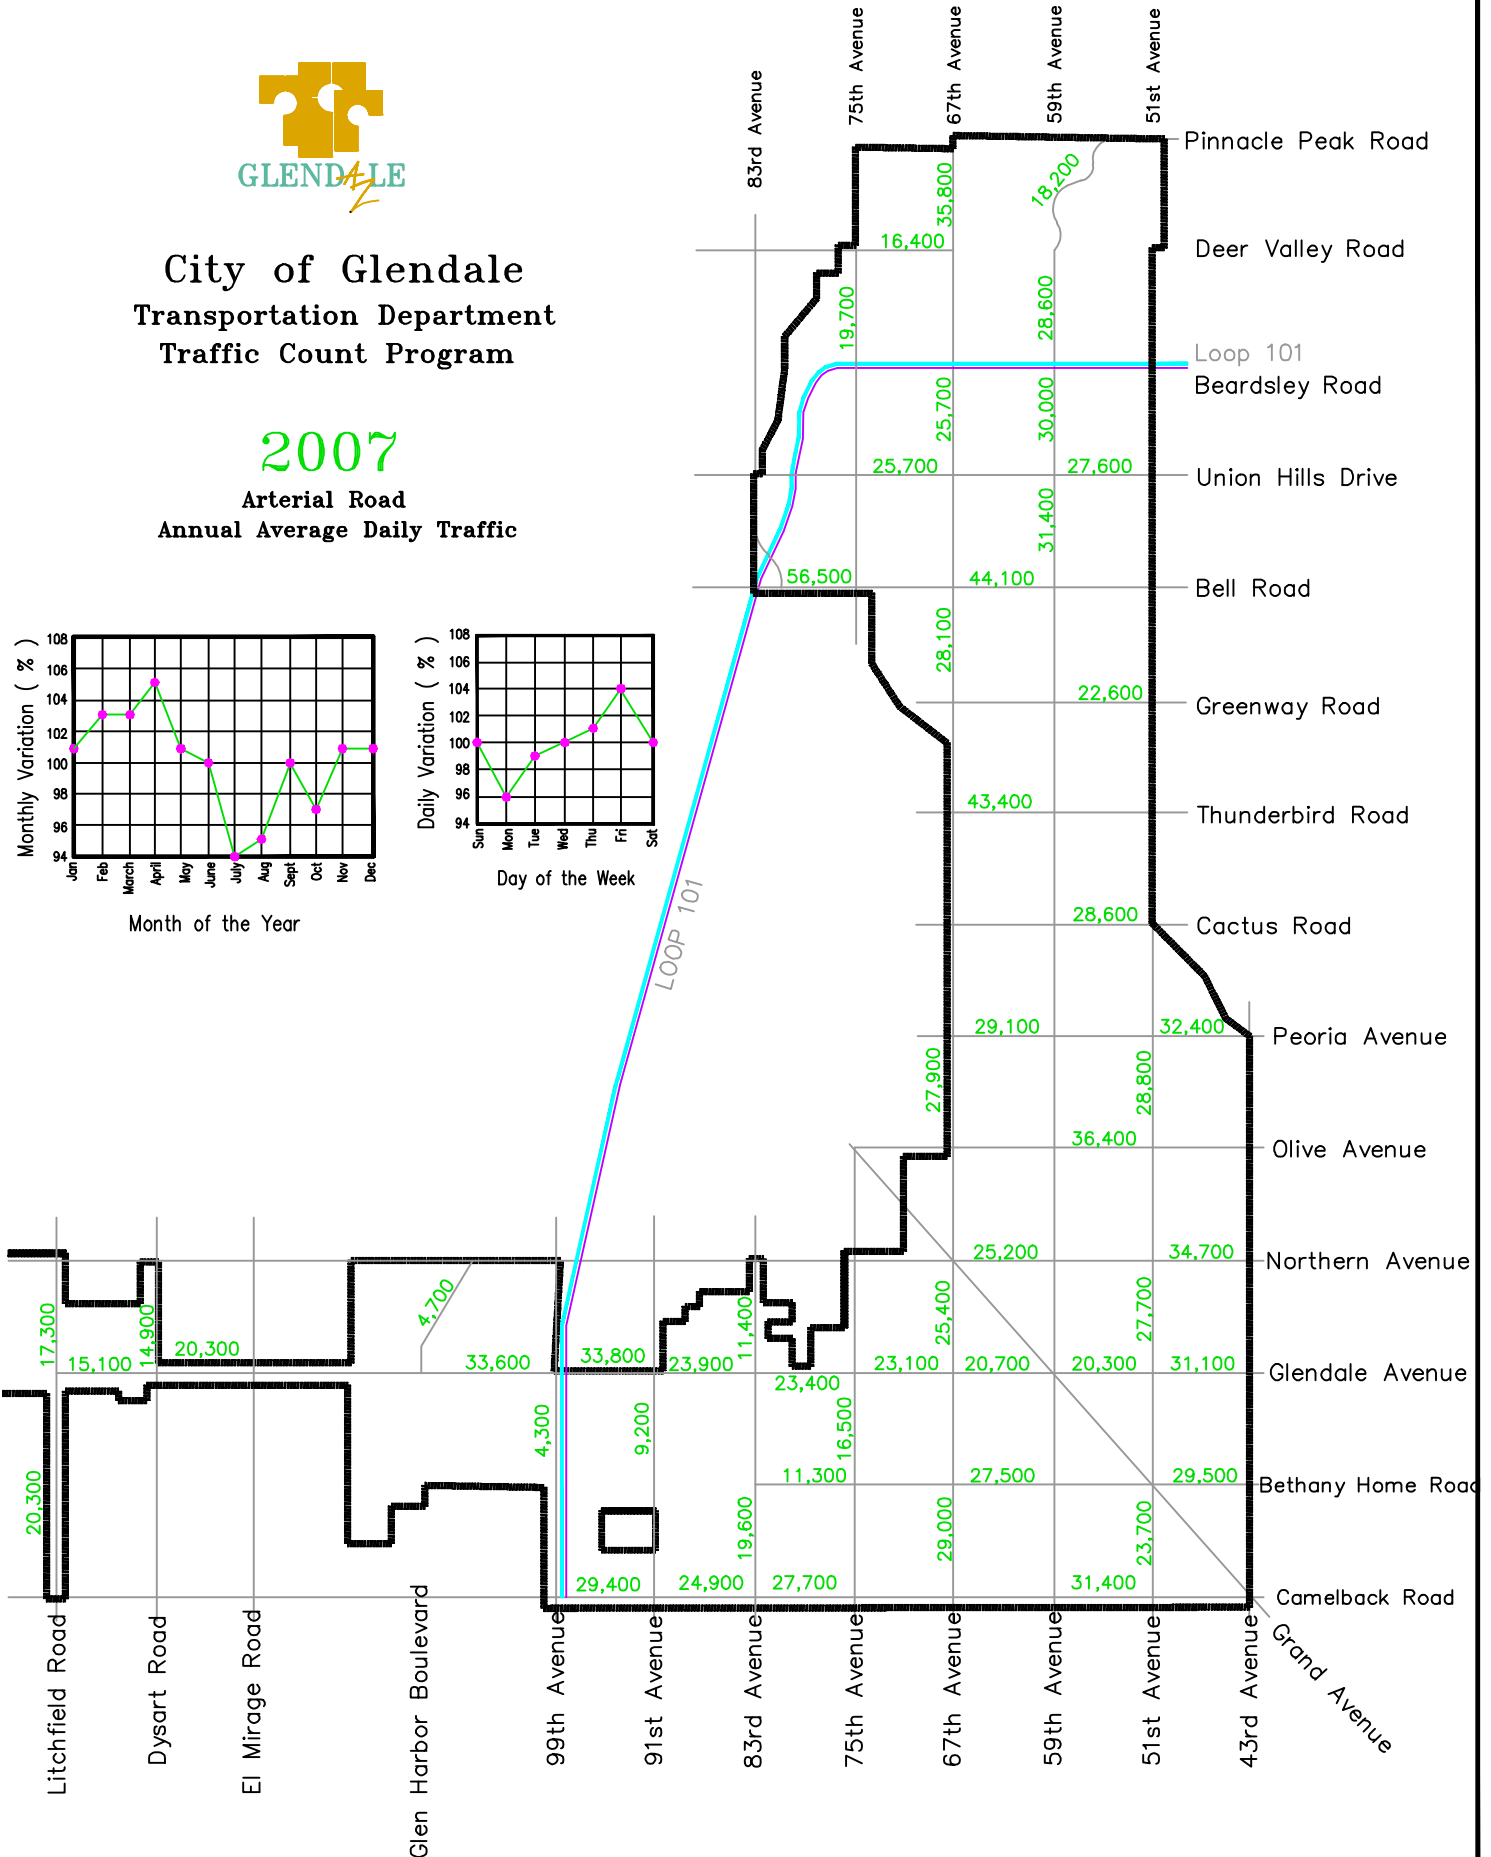 GLENDALE
AZ
City of Glendale
Transportation Department
Traffic Count Program
2007
Arterial Road
Annual Average Daily Traffic
Monthly Variation ( % )
108
106
104
102
100
98
96
94
Jan
Feb
March
April
May
June
July
Aug
Sept
Oct
Nov
Dec
Month of the Year
Daily Variation ( % )
108
106
104
102
100
98
96
94
Sun
Mon
Tue
Wed
Thu
Fri
Sat
Day of the Week
83rd Avenue
75th Avenue
67th Avenue
59th Avenue
51st Avenue
Pinnacle Peak Road
35,800
18,200
16,400
Deer Valley Road
19,700
28,600
Loop 101
Beardsley Road
25,700
30,000
25,700
27,600
Union Hills Drive
31,400
56,500
44,100
Bell Road
28,100
22,600
Greenway Road
43,400
Thunderbird Road
LOOP 101
28,600
Cactus Road
29,100
32,400
Peoria Avenue
27,900
28,800
36,400
Olive Avenue
25,200
34,700
Northern Avenue
17,300
14,900
4,700
11,400
25,400
27,700
15,100
20,300
33,600
33,800
23,900
23,400
23,100
20,700
20,300
31,100
Glendale Avenue
4,300
9,200
16,500
11,300
27,500
29,500
Bethany Home Road
20,300
19,600
29,000
23,700
29,400
24,900
27,700
31,400
Camelback Road
Litchfield Road
Dysart Road
El Mirage Road
Glen Harbor Boulevard
99th Avenue
91st Avenue
83rd Avenue
75th Avenue
67th Avenue
59th Avenue
51st Avenue
43rd Avenue
Grand Avenue